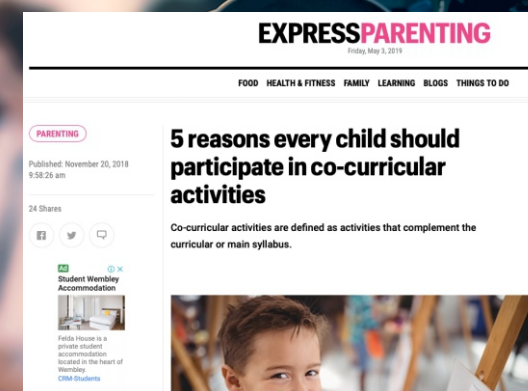 EXPRESSPARENTING
Friday, May 3, 2019
FOOD HEALTH & FITNESS FAMILY LEARNING BLOGS THINGS TO DO
PARENTING
Published: November 20, 2018
9:58:26 am
24 Shares
5 reasons every child should
participate in co-curricular
activities
Co-curricular activities are defined as activities that complement the
curricular or main syllabus.
Ad
Student Wembley
Accommodation
Felda House is a
private student
accommodation
located in the heart of
Wembley.
CRM-Students